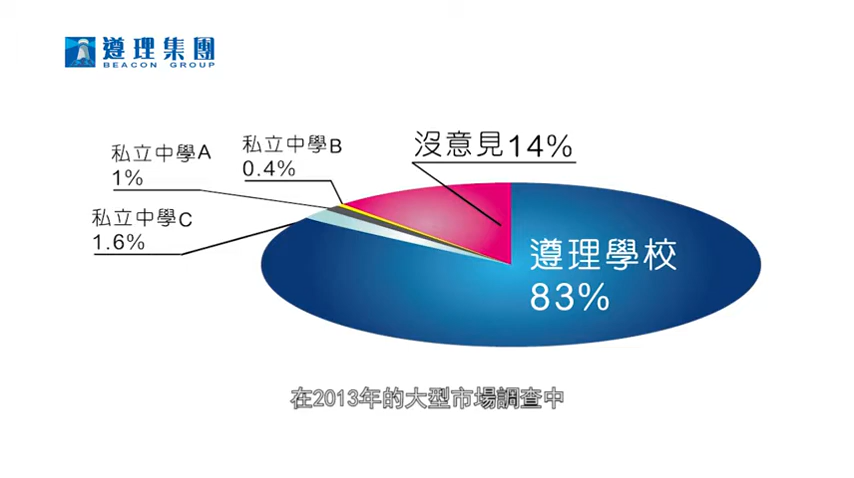 遵理集團
BEACON GROUP
私立中學A
1%
私立中學B
0.4%
沒意見14%
私立中學C
1.6%
遵理學校
83%
在2013年的大型市場調查中